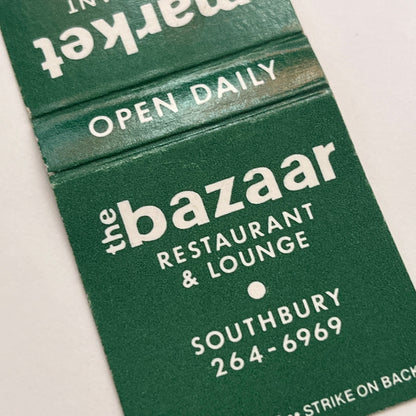 market
OPEN DAILY
the bazaar
RESTAURANT
& LOUNGE
SOUTHBURY
264-6969
STRIKE ON BACK